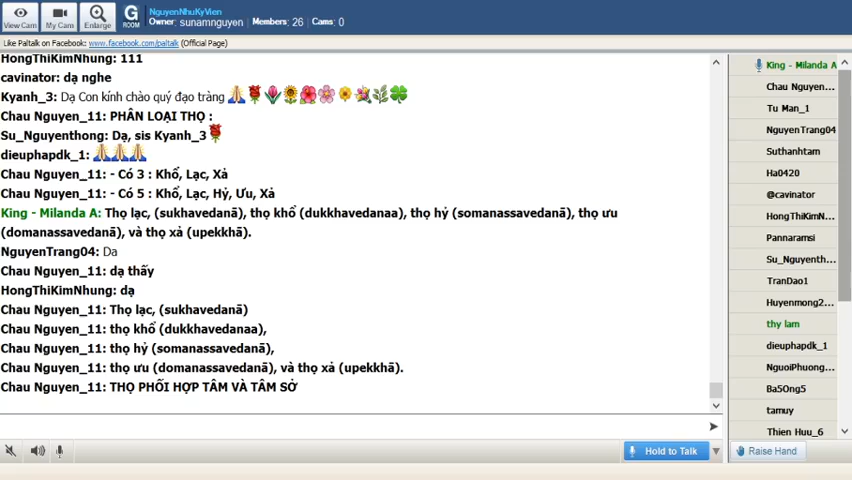 View Cam
My Cam
Enlarge
G
ROOM
NguyenNhuKyVien
Owner: sunamnguyen Members: 26 Cams: 0
Like Paltalk on Facebook: www.facebook.com/paltalk (Official Page)
HongThiKimNhung: 111
cavinator: dạ nghe
Kyanh_3: Dạ Con kính chào quý đạo tràng
Chau Nguyen_11: PHÂN LOẠI THỌ :
Su_Nguyenthong: Dạ, sis Kyanh_3
dieuphapdk_1:
Chau Nguyen_11: - Có 3 : Khổ, Lạc, Xả
Chau Nguyen_11: - Có 5 : Khổ, Lạc, Hỷ, Ưu, Xả
King - Milanda A: Thọ lạc, (sukhavedanā), thọ khổ (dukkhavedanaa), thọ hỷ (somanassavedanā), thọ ưu
(domanassavedanā), và thọ xả (upekkhā).
NguyenTrang04: Da
Chau Nguyen_11: dạ thấy
HongThiKimNhung: dạ
Chau Nguyen_11: Thọ lạc, (sukhavedanā)
Chau Nguyen_11: thọ khổ (dukkhavedanaa),
Chau Nguyen_11: thọ hỷ (somanassavedanā),
Chau Nguyen_11: thọ ưu (domanassavedanā), và thọ xả (upekkhā).
Chau Nguyen_11: THỌ PHỐI HỢP TÂM VÀ TÂM SỞ
King - Milanda A
Chau Nguyen...
Tu Man_1
NguyenTrang04
Suthanhtam
Ha0420
@cavinator
HongThiKimN...
Pannaramsi
Su_Nguyenth...
TranDao1
Huyenmong2...
thy lam
dieuphapdk_1
NguoiPhuong...
Ba5Ong5
tamuy
Thien Huu_6
Hold to Talk
Raise Hand